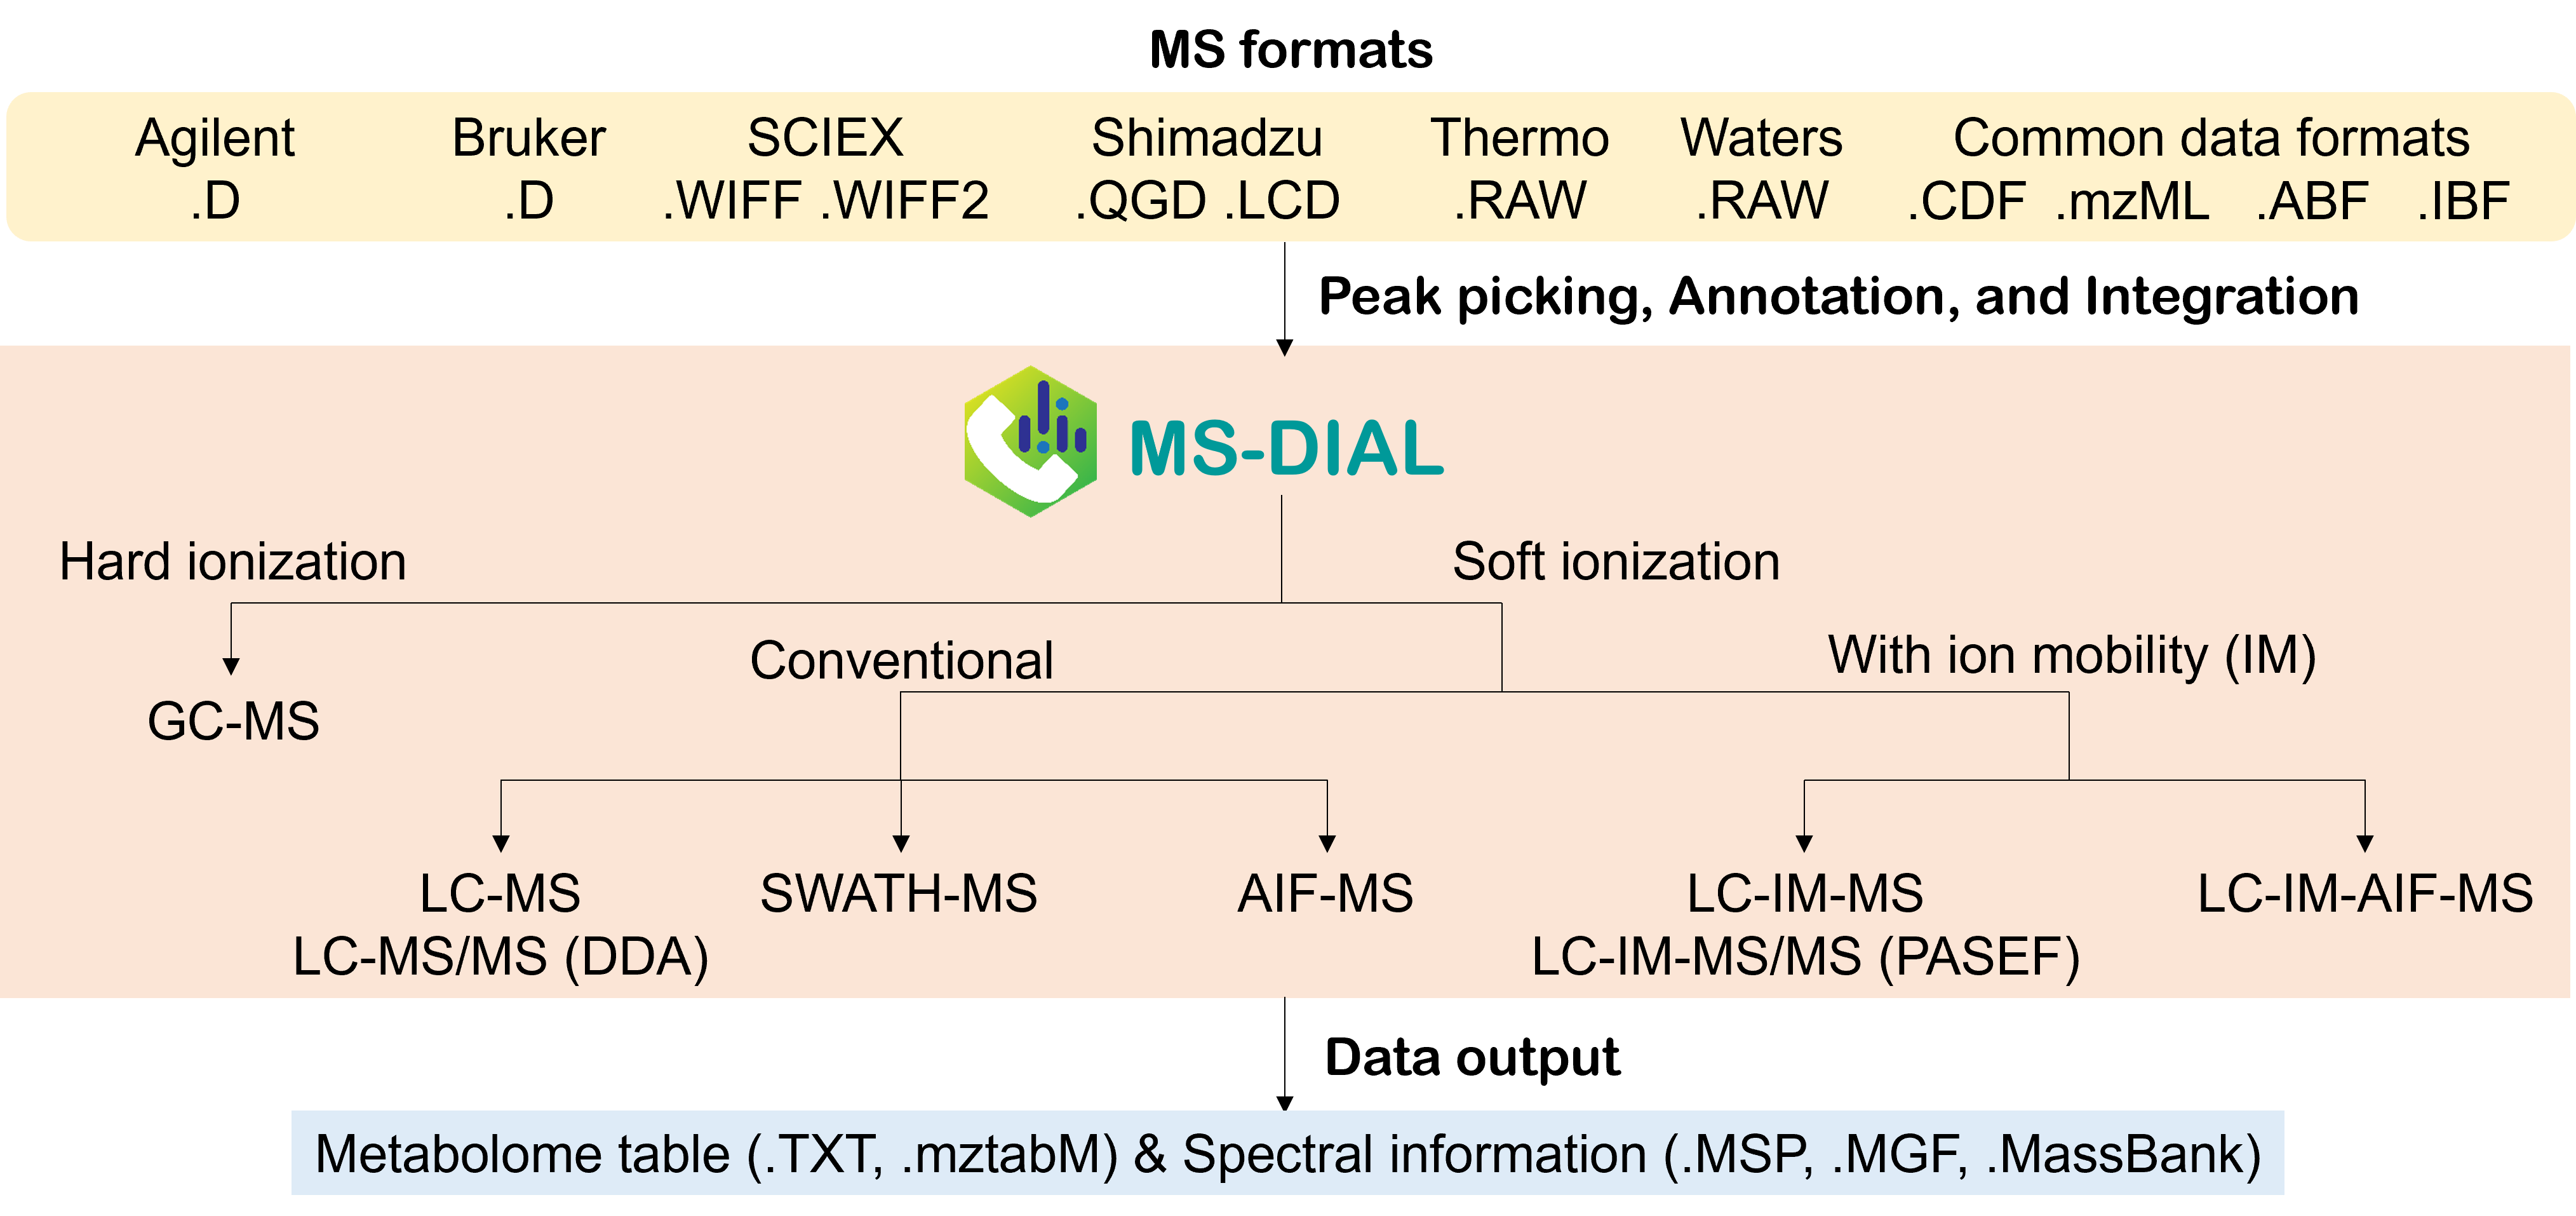 MS formats
Agilent Bruker SCIEX Shimadzu Thermo Waters Common data formats
.D .D .WIFF .WIFF2 .QGD .LCD .RAW .RAW .CDF .mzML .ABF .IBF
Peak picking, Annotation, and Integration
MS-DIAL
Hard ionization Soft ionization
Conventional With ion mobility (IM)
GC-MS
LC-MS SWATH-MS AIF-MS LC-IM-MS LC-IM-AIF-MS
LC-MS/MS (DDA) LC-IM-MS/MS (PASEF)
Data output
Metabolome table (.TXT, .mztabM) & Spectral information (.MSP, .MGF, .MassBank)